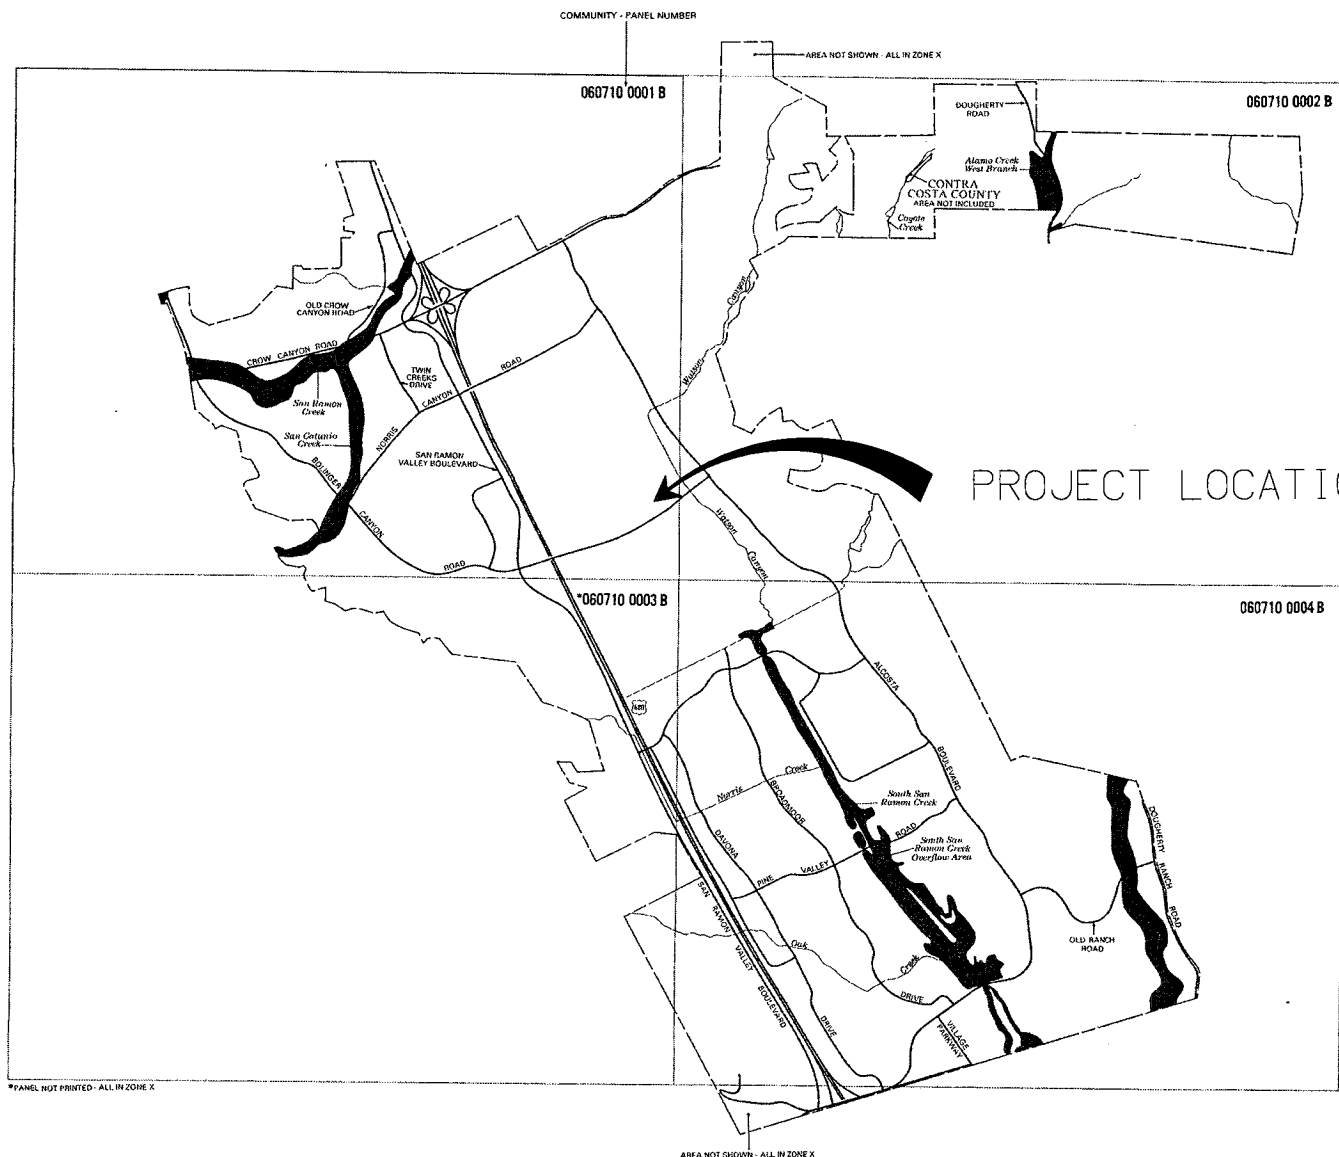 COMMUNITY - PANEL NUMBER
AREA NOT SHOWN - ALL IN ZONE X
060710 0001 B
060710 0002 B
DOUGHERTY
ROAD
Alamo Creek
West Branch
CONTRA
COSTA COUNTY
AREA NOT INCLUDED
Coyote
Creek
OLD CROW
CANYON ROAD
CROW CANYON ROAD
TWIN
CREEKS
DRIVE
CANYON
ROAD
Watson
Canyon
San Ramon
Creek
San Catanio
Creek
NORRIS
BOLINGER
CANYON
ROAD
SAN RAMON
VALLEY BOULEVARD
PROJECT LOCATIO
Watson
Canyon
*060710 0003 B
060710 0004 B
680
ALCOSTA
BOULEVARD
Norris
Creek
BROADMOOR
DAVONA
South San
Ramon Creek
ROAD
South San
Ramon Creek
Overflow Area
PINE
VALLEY
DOUGHERTY
RANCH
ROAD
OLD RANCH
ROAD
SAN
RAMON
VALLEY
BOULEVARD
Oak
Creek
DRIVE
DRIVE
VILLAGE
PARKWAY
*PANEL NOT PRINTED - ALL IN ZONE X
AREA NOT SHOWN - ALL IN ZONE X